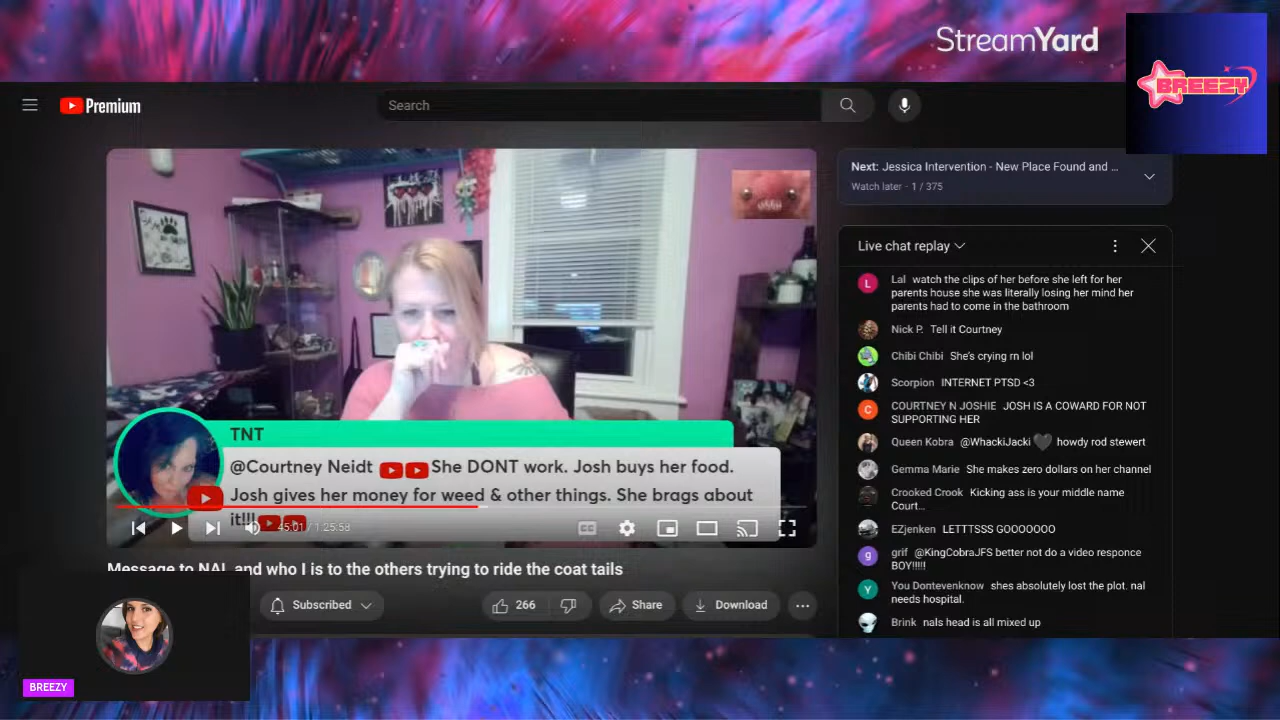 StreamYard
BREEZY
Premium
Search
Next: Jessica Intervention - New Place Found and ...
Watch later · 1 / 375
Live chat replay
L Lal watch the clips of her before she left for her
parents house she was literally losing her mind her
parents had to come in the bathroom
Nick P. Tell it Courtney
Chibi Chibi She's crying rn lol
Scorpion INTERNET PTSD <3
C COURTNEY N JOSHIE JOSH IS A COWARD FOR NOT
SUPPORTING HER
Queen Kobra @WhackiJacki🖤 howdy rod stewert
Gemma Marie She makes zero dollars on her channel
Crooked Crook Kicking ass is your middle name
Court...
EZjenken LETTTSSS GOOOOOOO
g grif @KingCobraJFS better not do a video responce
BOY!!!!!
Y You Dontevenknow shes absolutely lost the plot. nal
needs hospital.
Brink nals head is all mixed up
TNT
@Courtney Neidt She DONT work. Josh buys her food.
Josh gives her money for weed & other things. She brags about
it!!!
45:01 / 1:25:58
CC
Message to NAL and who I is to the others trying to ride the coat tails
Subscribed
266
Share
Download
BREEZY